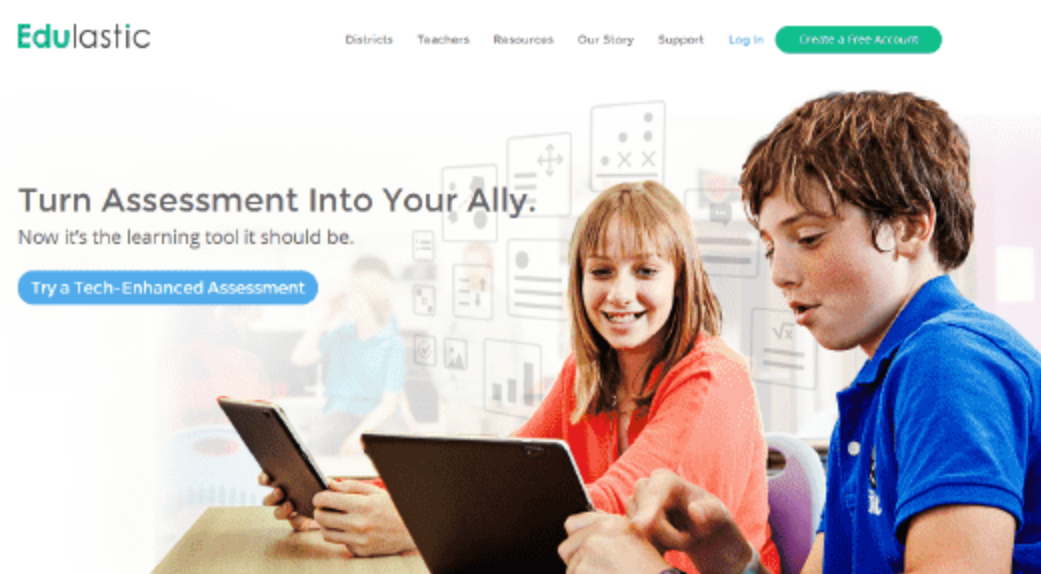 Edulastic
Districts Teachers Resources Our Story Support Log In Create a Free Account
Turn Assessment Into Your Ally.
Now it's the learning tool it should be.
Try a Tech-Enhanced Assessment
√x